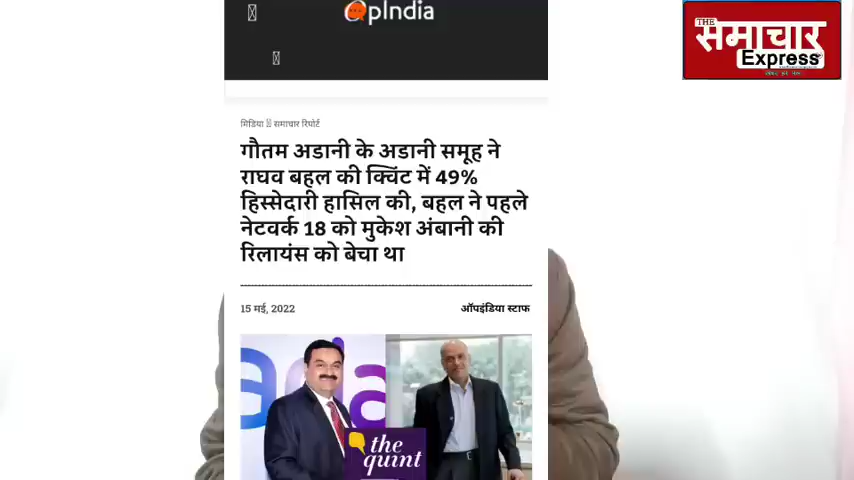 OpIndia
THE
समाचार
Express
मिडिया
समाचार रिपोर्ट
गौतम अडानी के अडानी समूह ने
राघव बहल की क्विंट में 49%
हिस्सेदारी हासिल की, बहल ने पहले
नेटवर्क 18 को मुकेश अंबानी की
रिलायंस को बेचा था
15 मई, 2022
ऑपइंडिया स्टाफ
the
quint